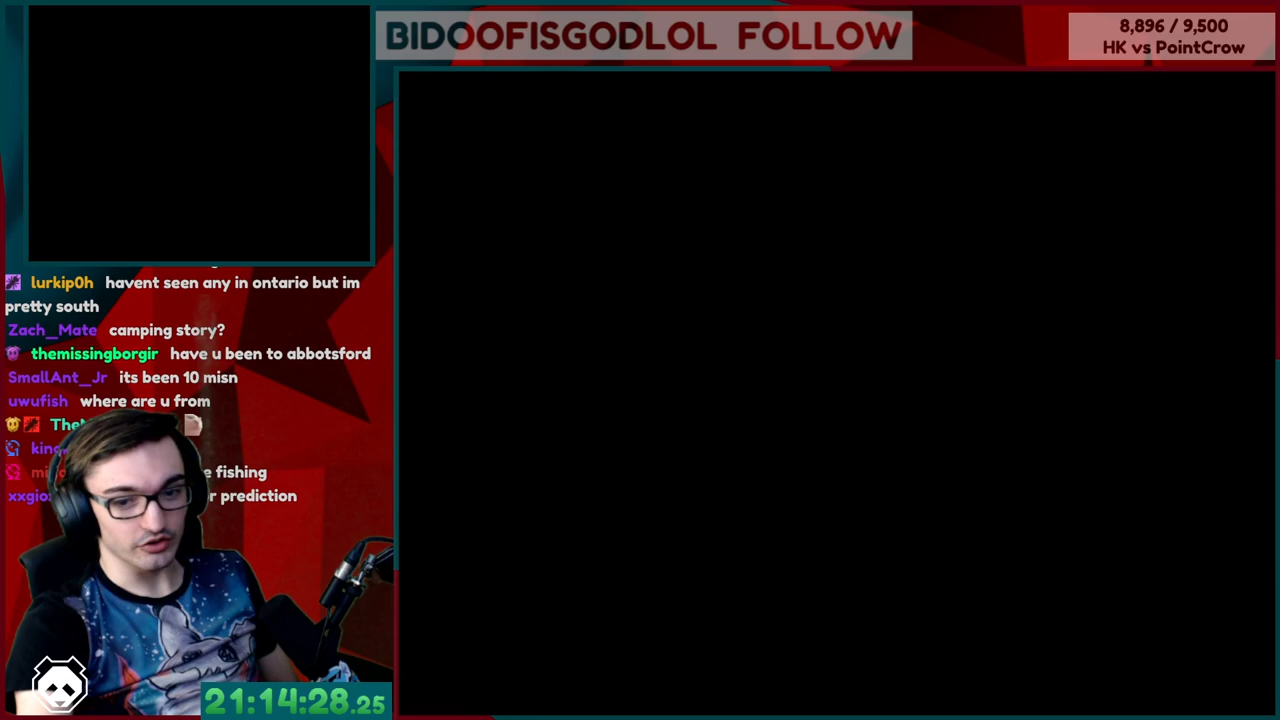 BIDOOFISGODLOL FOLLOW
8,896 / 9,500
HK vs PointCrow
lurkip0h havent seen any in ontario but im
pretty south
Zach_Mate camping story?
themissingborgir have u been to abbotsford
SmallAnt_Jr its been 10 misn
uwufish where are u from
fishing
prediction
21:14:28.25